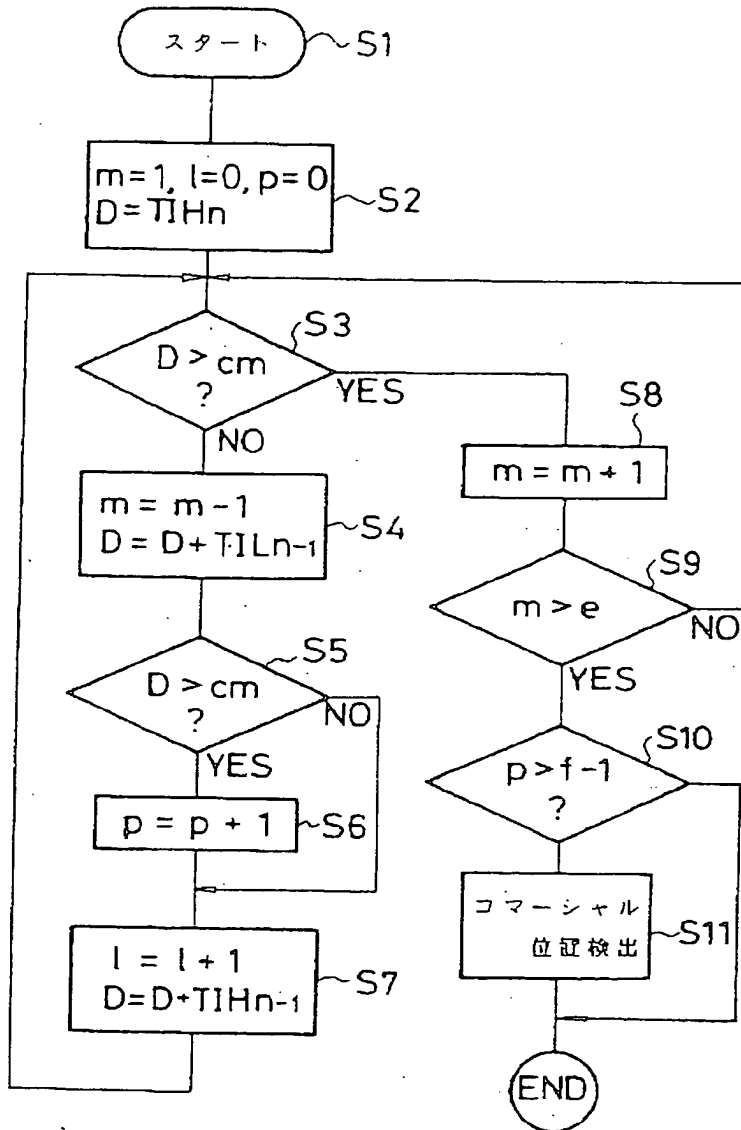 スタート
S1
m=1, l=0, p=0
D=TIHn
S2
D > cm
?
S3
YES
NO
m = m-1
D = D+TILn-1
S4
D > cm
?
S5
NO
YES
p = p + 1
S6
l = l+1
D=D+TIHn-1
S7
S8
m = m + 1
m > e
S9
NO
YES
p > f-1
?
S10
コマーシャル
位置検出
S11
END